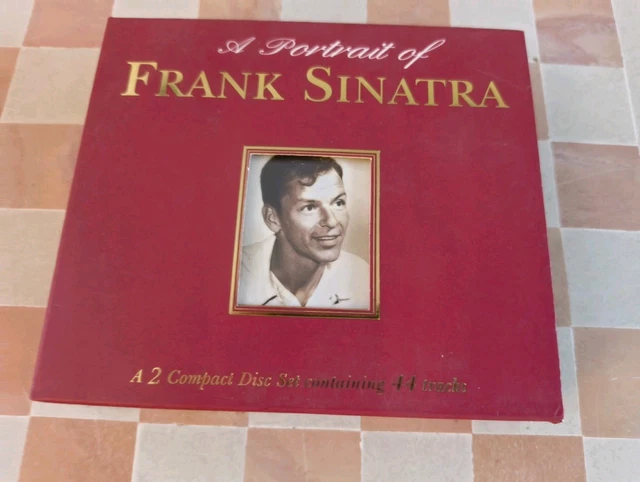 A Portrait of
FRANK SINATRA
A 2 Compact Disc Set containing 44 tracks